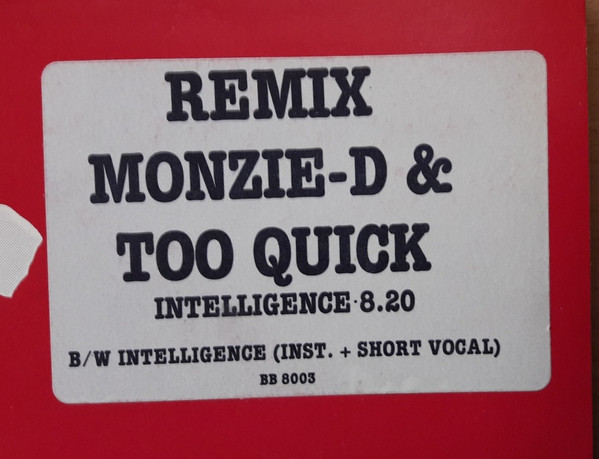 REMIX
MONZIE-D &
TOO QUICK
INTELLIGENCE·8.20
B/W INTELLIGENCE (INST. + SHORT VOCAL)
BB 8003